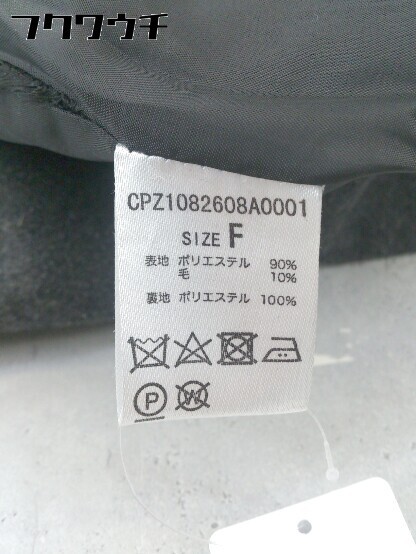 フクウウチ
CPZ1082608A0001
SIZE F
表地 ポリエステル 90%
毛 10%
裏地 ポリエステル 100%
P W